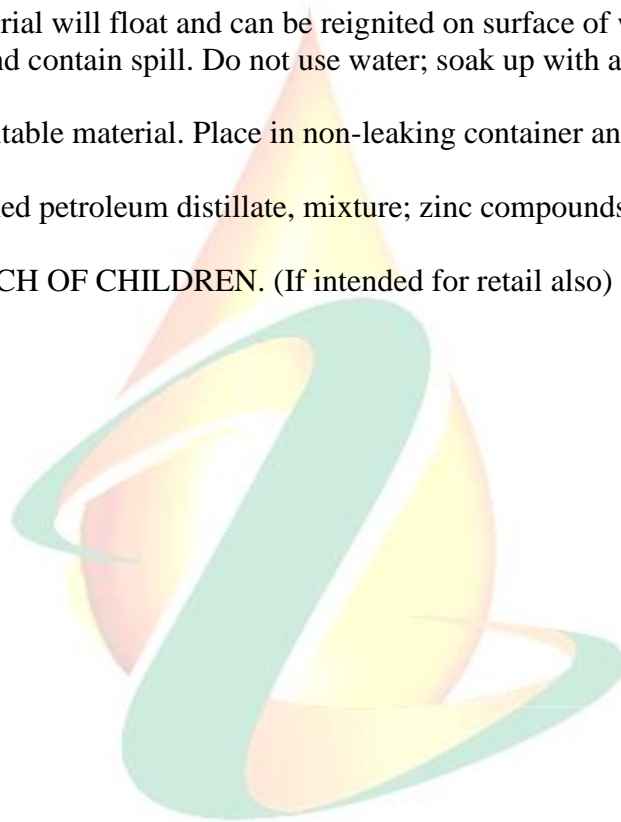 rial will float and can be reignited on surface of
nd contain spill. Do not use water; soak up with a
table material. Place in non-leaking container an
ed petroleum distillate, mixture; zinc compounds
CH OF CHILDREN. (If intended for retail also)